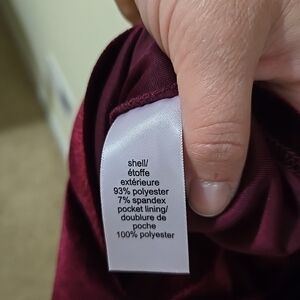 shell/
étoffe
extérieure
93% polyester
7% spandex
pocket lining/
doublure de
poche
100% polyester